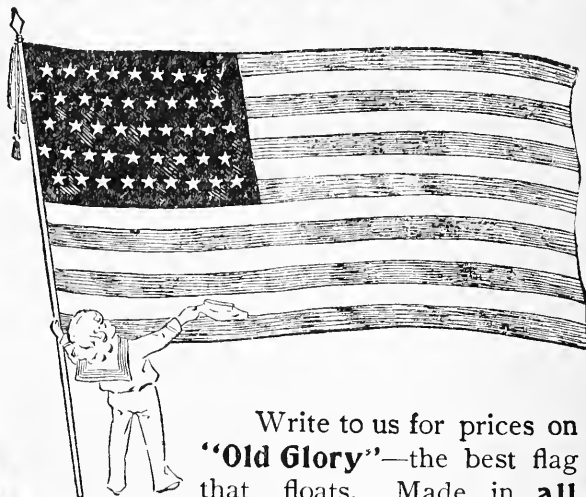 Write to us for prices on
“Old Glory”—the best flag
that floats. Made in all